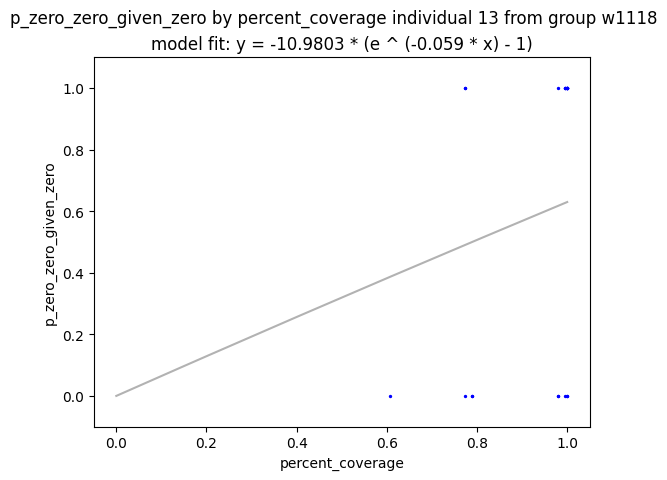 p_zero_zero_given_zero by percent_coverage individual 13 from group w1118
model fit: y = -10.9803 * (e ^ (-0.059 * x) - 1)
1.0
0.8
0.6
0.4
0.2
0.0
p_zero_zero_given_zero
0.0 0.2 0.4 0.6 0.8 1.0
percent_coverage